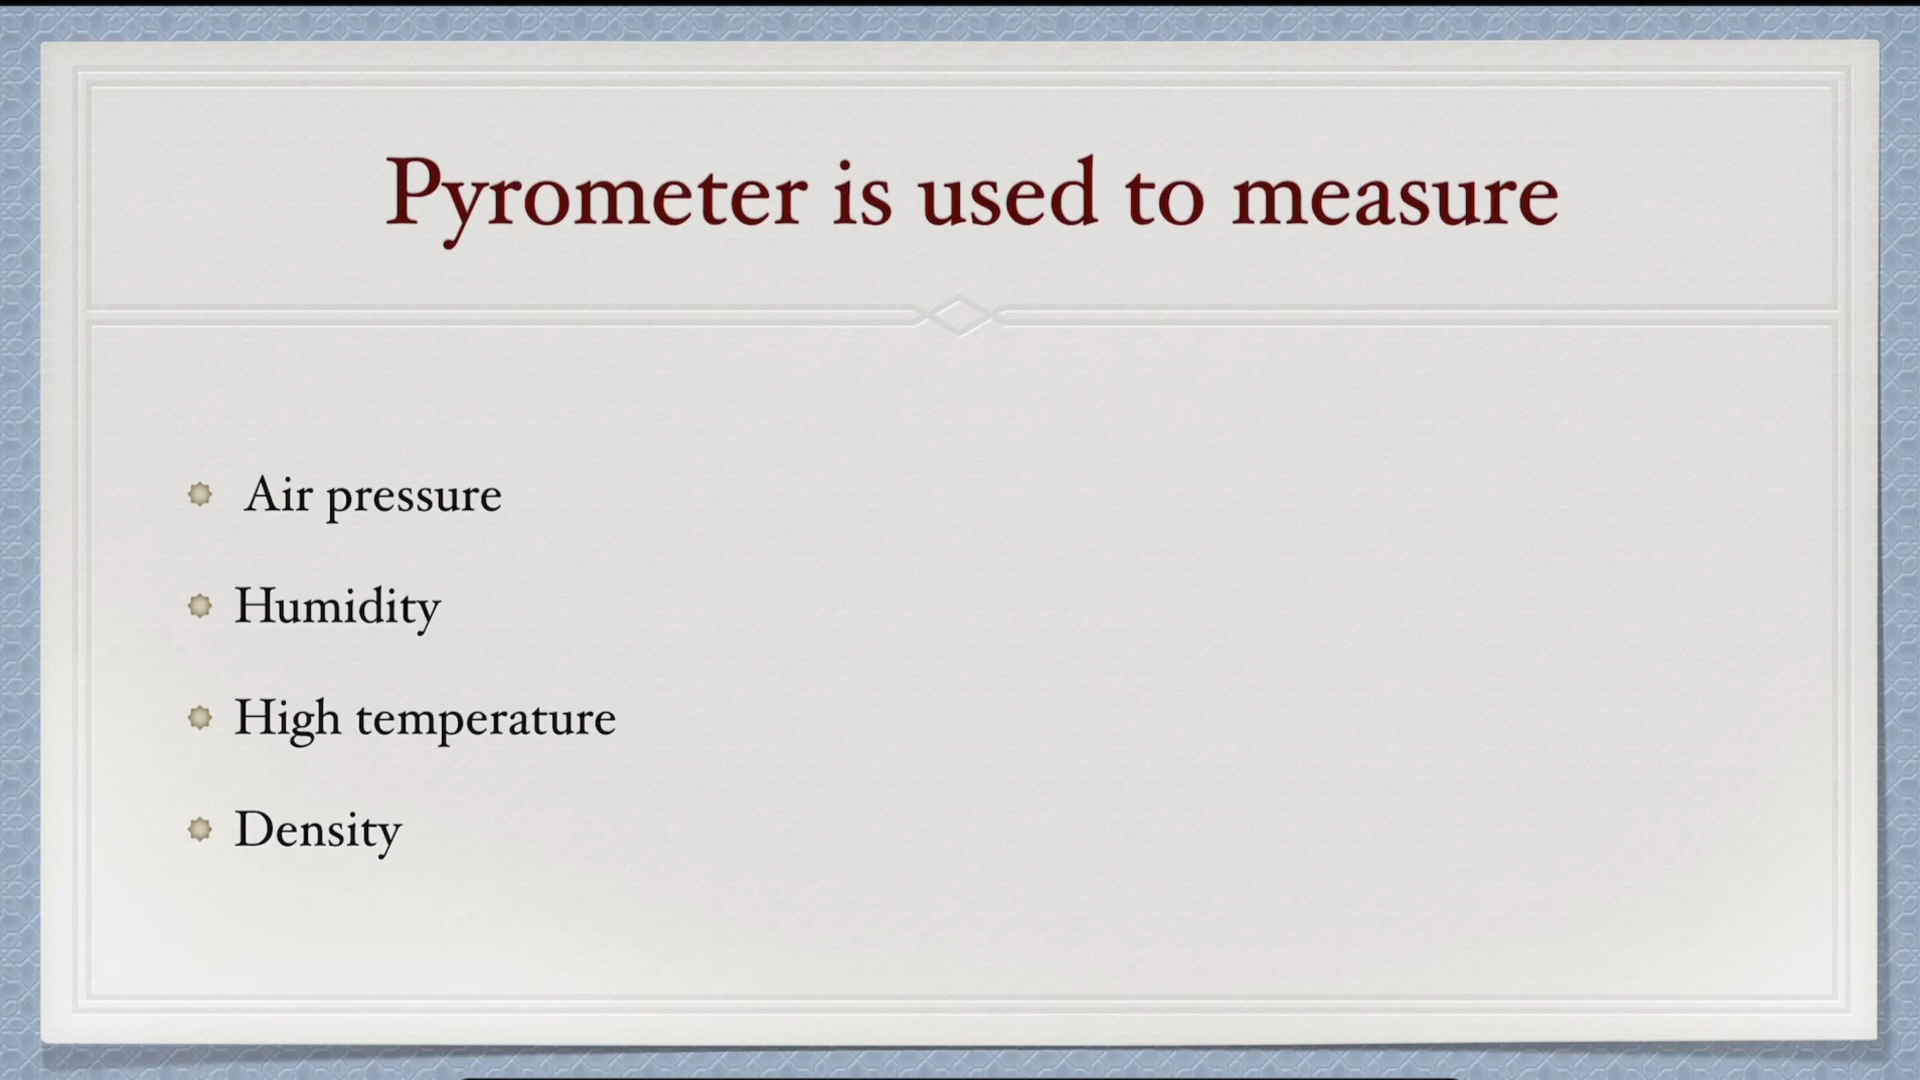 Pyrometer is used to measure
Air pressure
Humidity
High temperature
Density